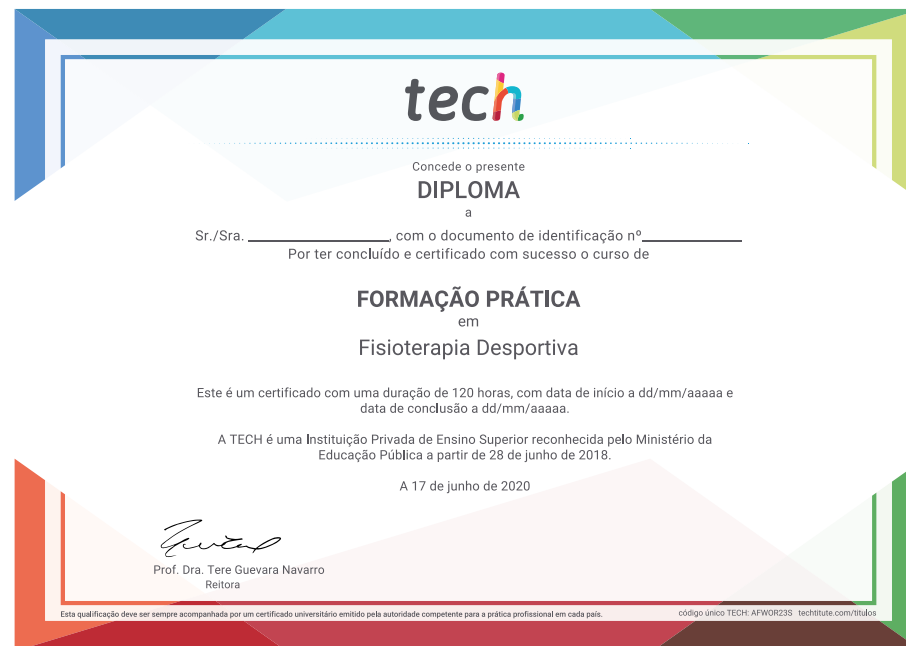 tech
Concede o presente
DIPLOMA
a
Sr./Sra. ____________________, com o documento de identificação nº______________
Por ter concluído e certificado com sucesso o curso de
FORMAÇÃO PRÁTICA
em
Fisioterapia Desportiva
Este é um certificado com uma duração de 120 horas, com data de início a dd/mm/aaaaa e
data de conclusão a dd/mm/aaaaa.
A TECH é uma Instituição Privada de Ensino Superior reconhecida pelo Ministério da
Educação Pública a partir de 28 de junho de 2018.
A 17 de junho de 2020
Prof. Dra. Tere Guevara Navarro
Reitora
Esta qualificação deve ser sempre acompanhada por um certificado universitário emitido pela autoridade competente para a prática profissional em cada país.
código único TECH: AFWOR23S techtitute.com/titulos